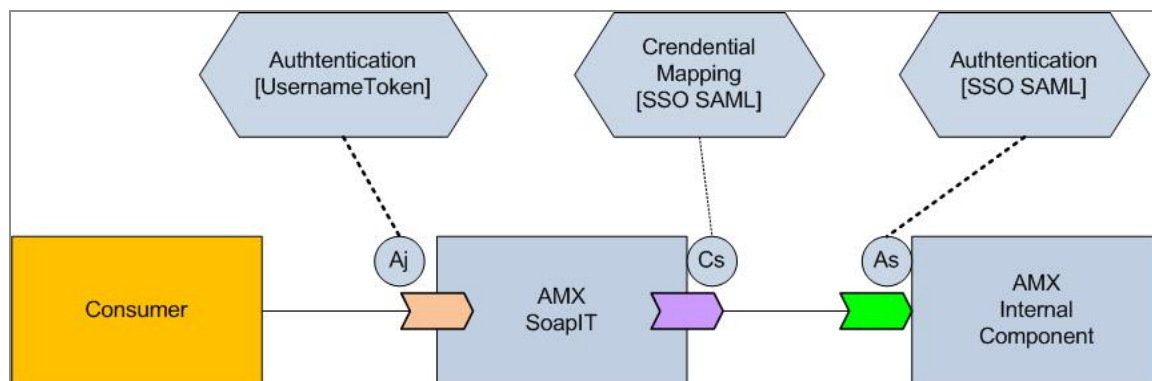 Authtentication
[UsernameToken]
Crendential
Mapping
[SSO SAML]
Authtentication
[SSO SAML]
Aj
Cs
As
Consumer
AMX
SoapIT
AMX
Internal
Component